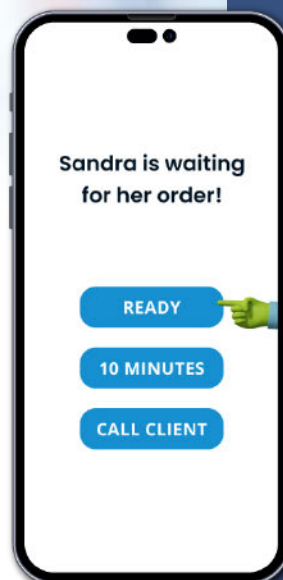 Sandra is waiting
for her order!
READY
10 MINUTES
CALL CLIENT